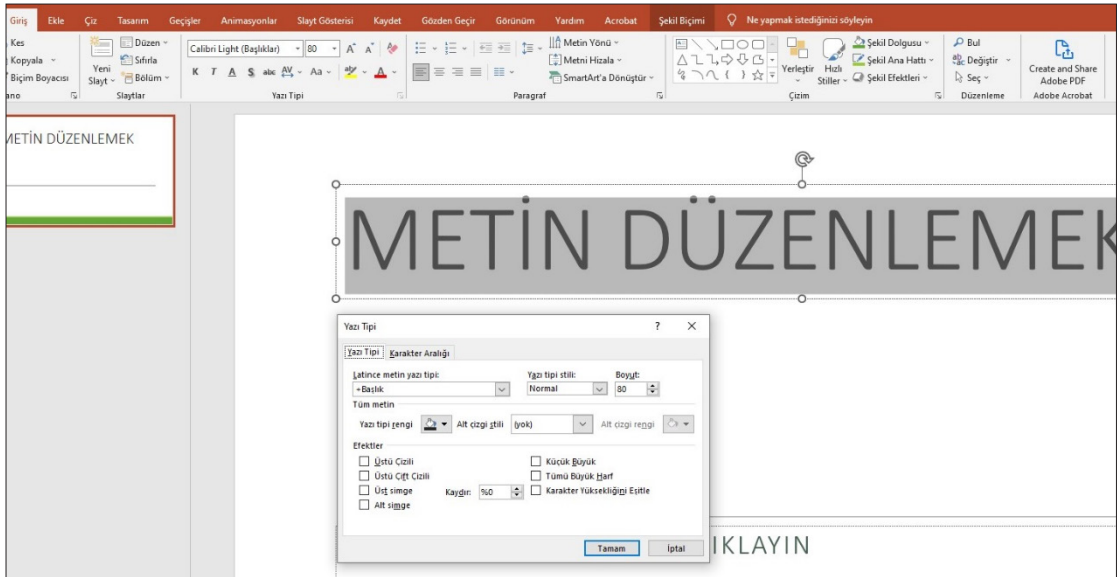 Giriş Ekle Çiz Tasarım Geçişler Animasyonlar Slayt Gösterisi Kaydet Gözden Geçir Görünüm Yardım Acrobat Şekil Biçimi Ne yapmak istediğinizi söyleyin
Kes
Kopyala
Biçim Boyacısı
ano
Yeni
Slayt
Düzen
Sıfırla
Bölüm
Slaytlar
Calibri Light (Başlıklar) 80
K T A S abc AV Aa A
Yazı Tipi
Metin Yönü
Metni Hizala
SmartArt'a Dönüştür
Paragraf
Yerleştir
Hızlı
Stiller
Şekil Dolgusu
Şekil Ana Hattı
Şekil Efektleri
Çizim
Bul
Değiştir
Seç
Düzenleme
Create and Share
Adobe PDF
Adobe Acrobat
METİN DÜZENLEMEK
METİN DÜZENLEMEK
Yazı Tipi ?
Yazı Tipi Karakter Aralığı
Latince metin yazı tipi: Yazı tipi stili: Boyut:
+Başlık Normal 80
Tüm metin
Yazı tipi rengi Alt çizgi stili (yok) Alt çizgi rengi
Efektler
Üstü Çizili Küçük Büyük
Üstü Çift Çizili Tümü Büyük Harf
Üst simge Kaydır: %0 Karakter Yüksekliğini Eşitle
Alt simge
Tamam İptal
IKLAYIN